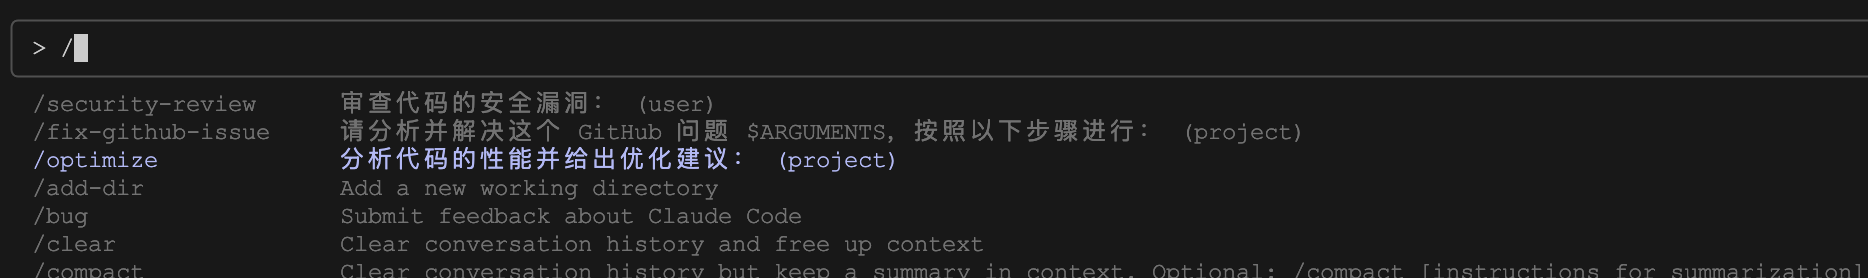 > /
/security-review 审查代码的安全漏洞： (user)
/fix-github-issue 请分析并解决这个 GitHub 问题 $ARGUMENTS, 按照以下步骤进行： (project)
/optimize 分析代码的性能并给出优化建议： (project)
/add-dir Add a new working directory
/bug Submit feedback about Claude Code
/clear Clear conversation history and free up context
/compact Clear conversation history but keep a summary in context. Optional: /compact [instructions for summarization]